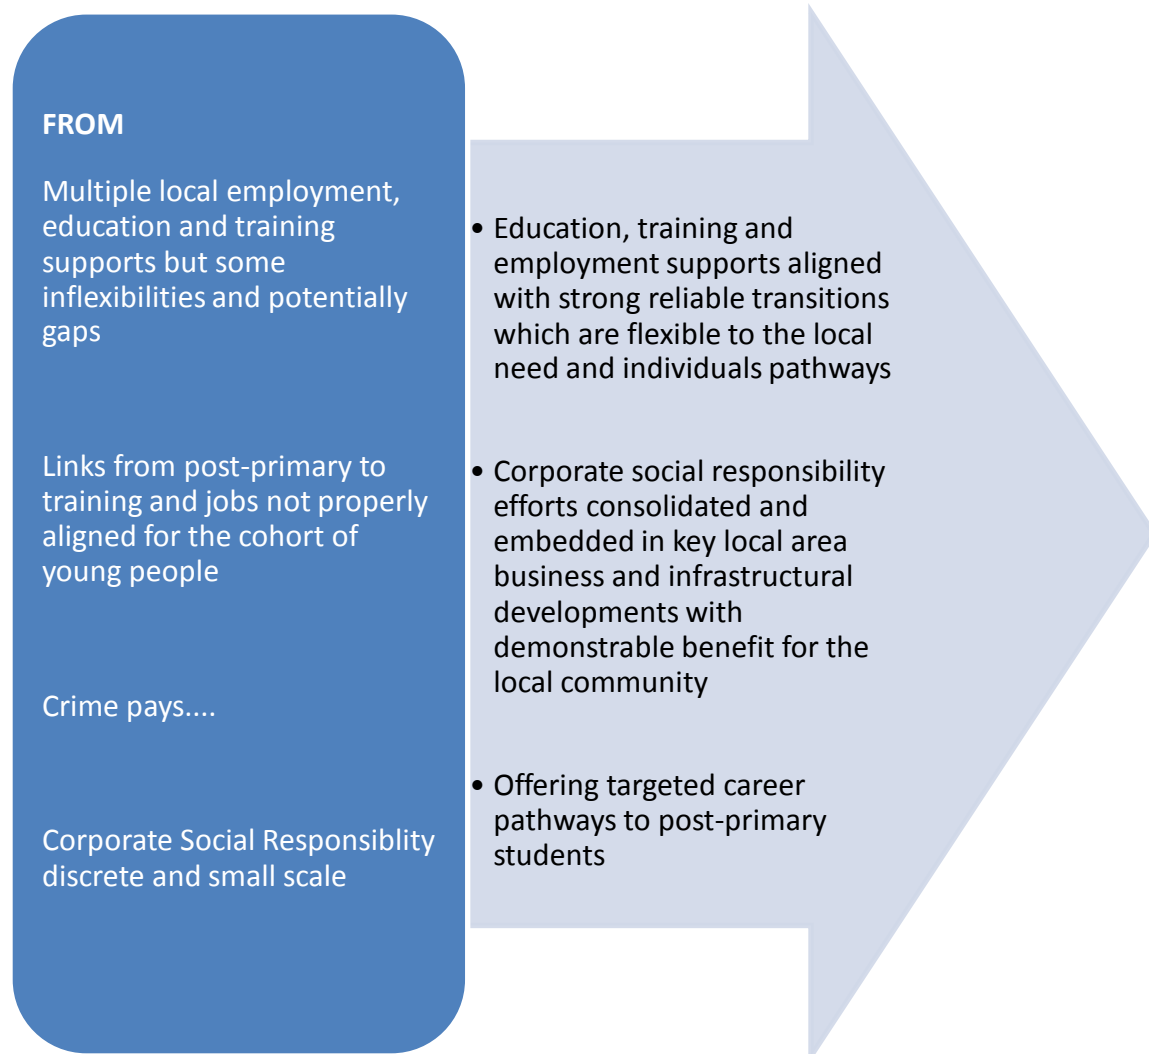 FROM
Multiple local employment,
education and training
supports but some
inflexibilities and potentially
gaps
Links from post-primary to
training and jobs not properly
aligned for the cohort of
young people
Crime pays....
Corporate Social Responsiblity
discrete and small scale
• Education, training and
employment supports aligned
with strong reliable transitions
which are flexible to the local
need and individuals pathways
• Corporate social responsibility
efforts consolidated and
embedded in key local area
business and infrastructural
developments with
demonstrable benefit for the
local community
• Offering targeted career
pathways to post-primary
students